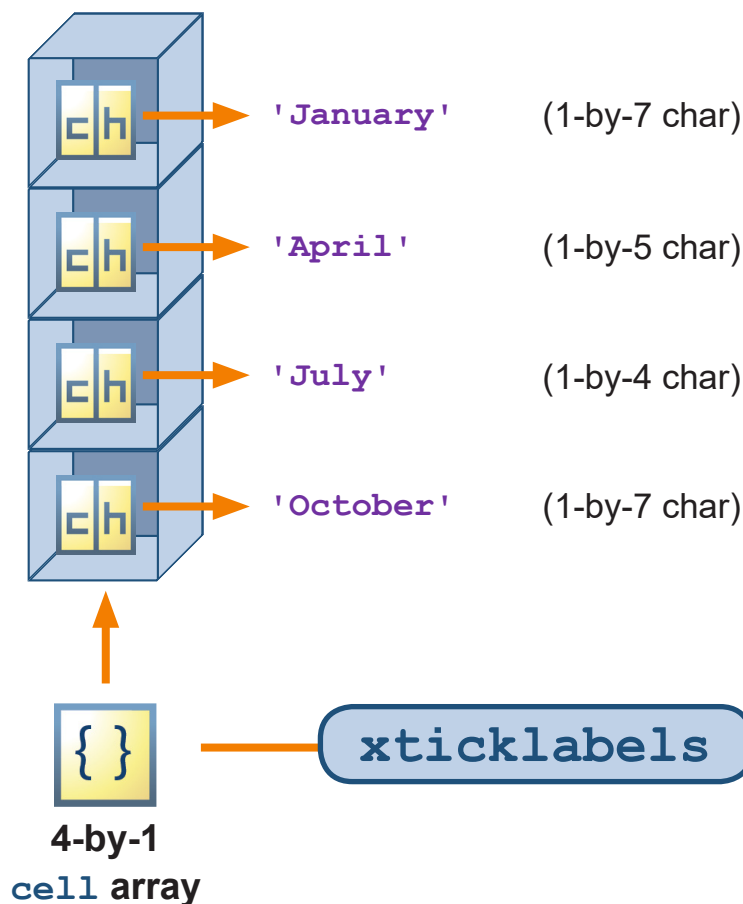 ch 'January' (1-by-7 char)
ch 'April' (1-by-5 char)
ch 'July' (1-by-4 char)
ch 'October' (1-by-7 char)
{ } xticklabels
4-by-1
cell array